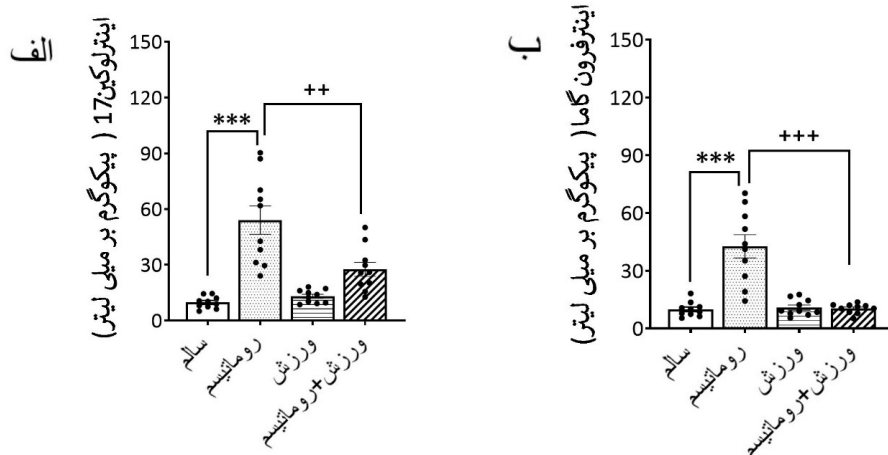 الف
اینترلوکین17 ( پیکوگرم بر میلی لیتر)
150
120
90
60
30
0
***
++
سالم
روماتیسم
ورزش
ورزش+روماتیسم
ب
اینترفرون گاما ( پیکوگرم بر میلی لیتر)
150
120
90
60
30
0
***
+++
سالم
روماتیسم
ورزش
ورزش+روماتیسم